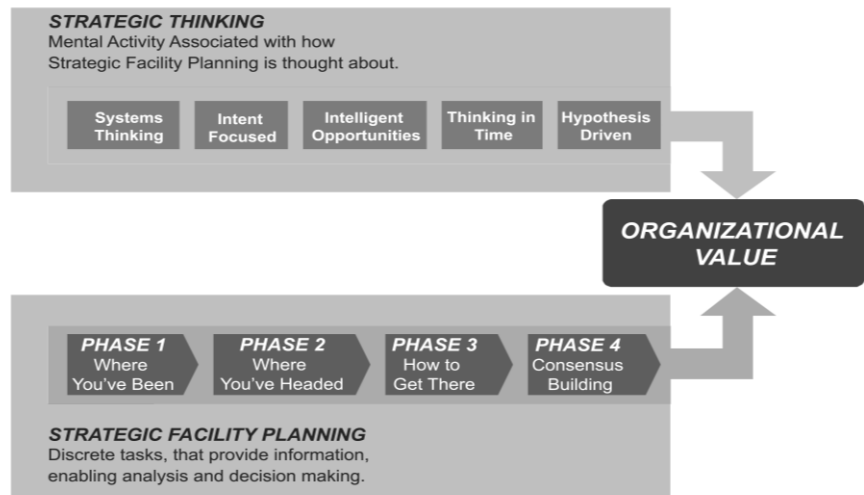 STRATEGIC THINKING
Mental Activity Associated with how
Strategic Facility Planning is thought about.
Systems
Thinking
Intent
Focused
Intelligent
Opportunities
Thinking in
Time
Hypothesis
Driven
ORGANIZATIONAL
VALUE
PHASE 1
Where
You've Been
PHASE 2
Where
You've Headed
PHASE 3
How to
Get There
PHASE 4
Consensus
Building
STRATEGIC FACILITY PLANNING
Discrete tasks, that provide information,
enabling analysis and decision making.